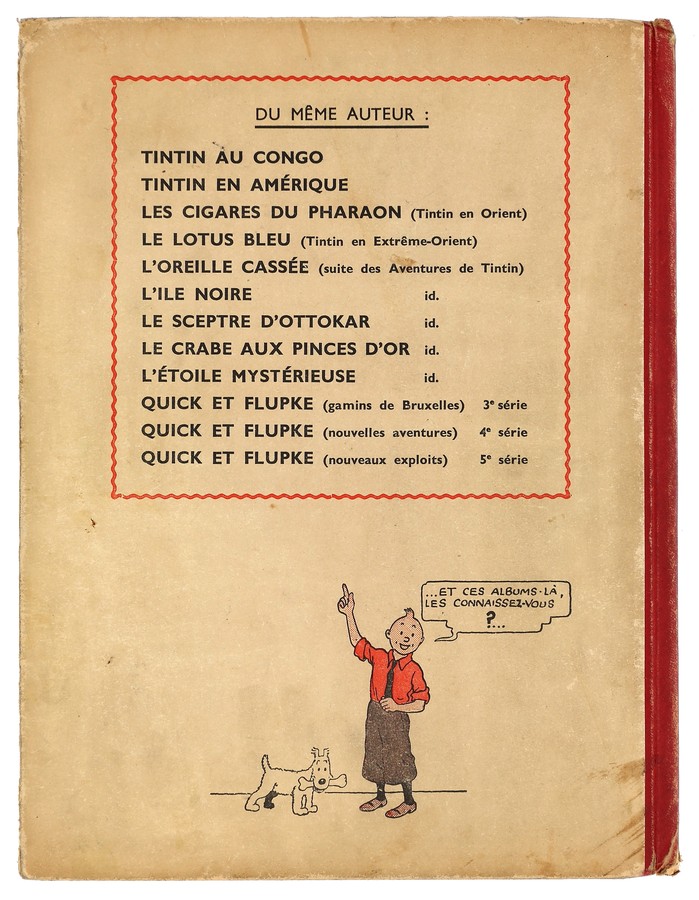 DU MÊME AUTEUR :
TINTIN AU CONGO
TINTIN EN AMÉRIQUE
LES CIGARES DU PHARAON (Tintin en Orient)
LE LOTUS BLEU (Tintin en Extrême-Orient)
L'OREILLE CASSÉE (suite des Aventures de Tintin)
L'ILE NOIRE id.
LE SCEPTRE D'OTTOKAR id.
LE CRABE AUX PINCES D'OR id.
L'ÉTOILE MYSTÉRIEUSE id.
QUICK ET FLUPKE (gamins de Bruxelles) 3e série
QUICK ET FLUPKE (nouvelles aventures) 4e série
QUICK ET FLUPKE (nouveaux exploits) 5e série
...ET CES ALBUMS-LÀ,
LES CONNAISSEZ-VOUS
?...